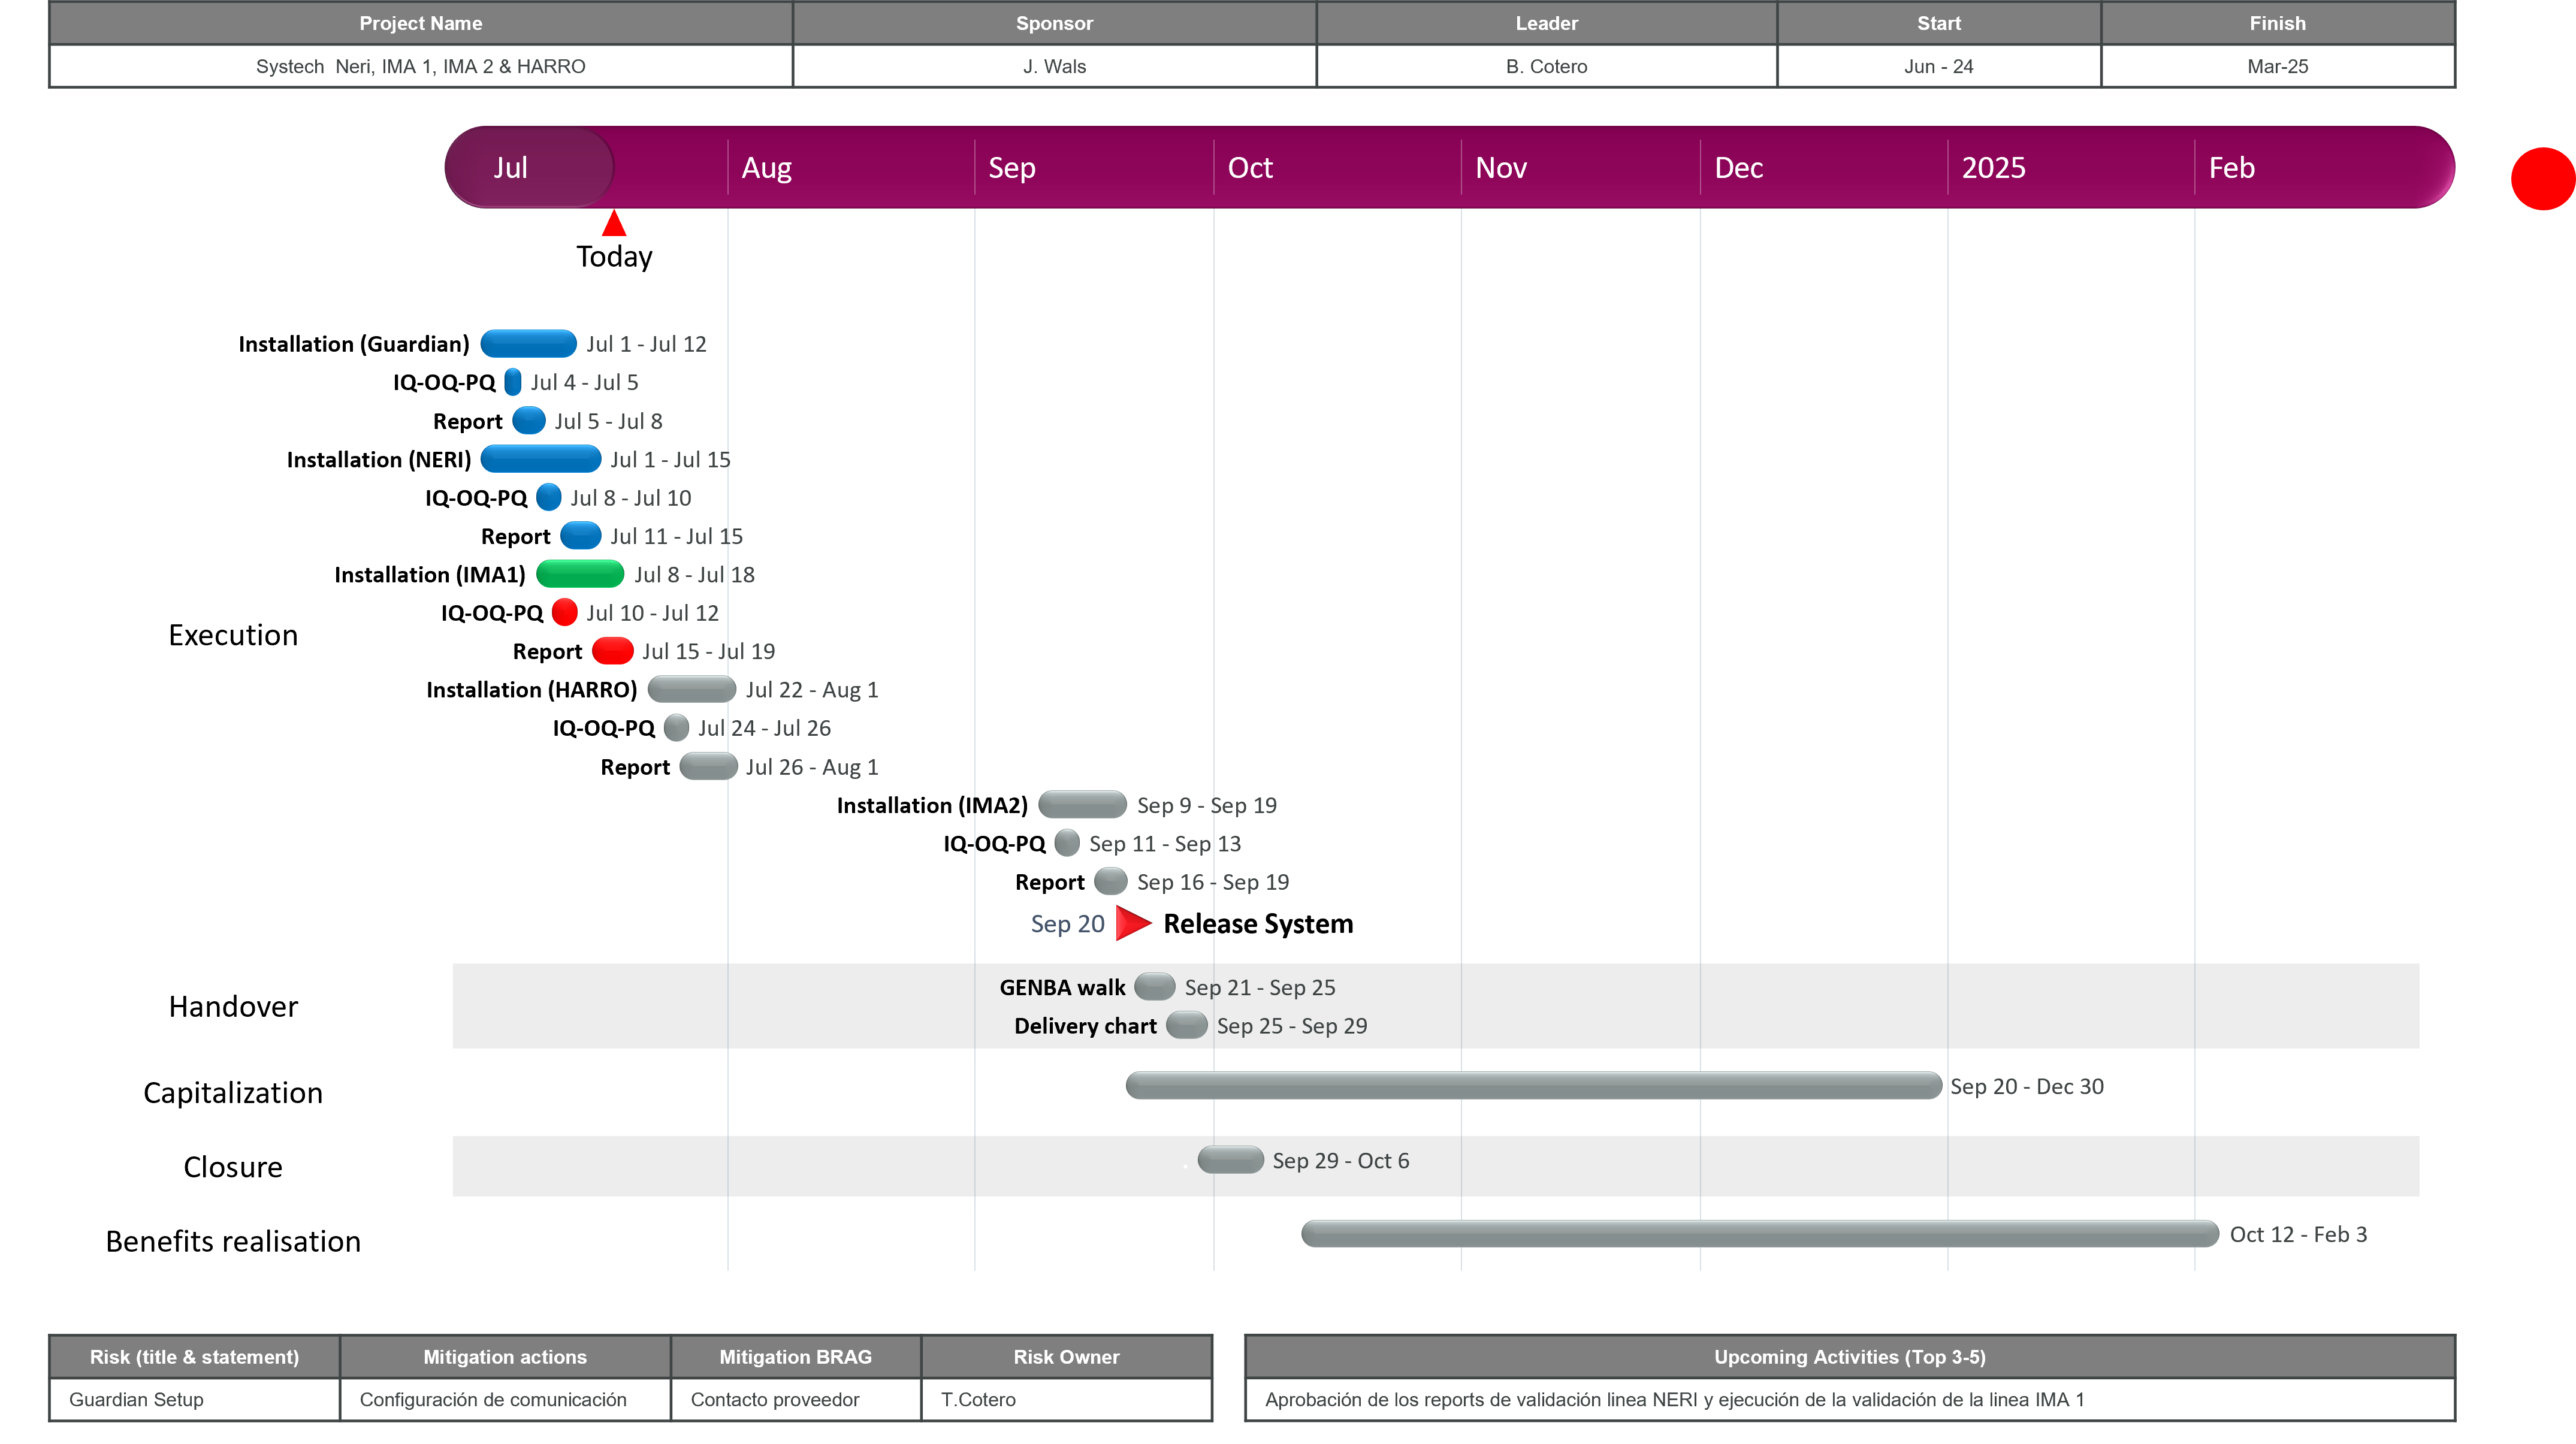 Project Name Sponsor Leader Start Finish
Systech  Neri, IMA 1, IMA 2 & HARRO J. Wals B. Cotero Jun - 24 Mar-25
Jul Aug Sep Oct Nov Dec 2025 Feb
Today
Installation (Guardian) Jul 1 - Jul 12
IQ-OQ-PQ Jul 4 - Jul 5
Report Jul 5 - Jul 8
Installation (NERI) Jul 1 - Jul 15
IQ-OQ-PQ Jul 8 - Jul 10
Report Jul 11 - Jul 15
Installation (IMA1) Jul 8 - Jul 18
IQ-OQ-PQ Jul 10 - Jul 12
Execution
Report Jul 15 - Jul 19
Installation (HARRO) Jul 22 - Aug 1
IQ-OQ-PQ Jul 24 - Jul 26
Report Jul 26 - Aug 1
Installation (IMA2) Sep 9 - Sep 19
IQ-OQ-PQ Sep 11 - Sep 13
Report Sep 16 - Sep 19
Sep 20 Release System
GENBA walk Sep 21 - Sep 25
Handover
Delivery chart Sep 25 - Sep 29
Capitalization Sep 20 - Dec 30
Closure Sep 29 - Oct 6
Benefits realisation Oct 12 - Feb 3
Risk (title & statement) Mitigation actions Mitigation BRAG Risk Owner
Guardian Setup Configuración de comunicación Contacto proveedor T.Cotero
Upcoming Activities (Top 3-5)
Aprobación de los reports de validación linea NERI y ejecución de la validación de la linea IMA 1